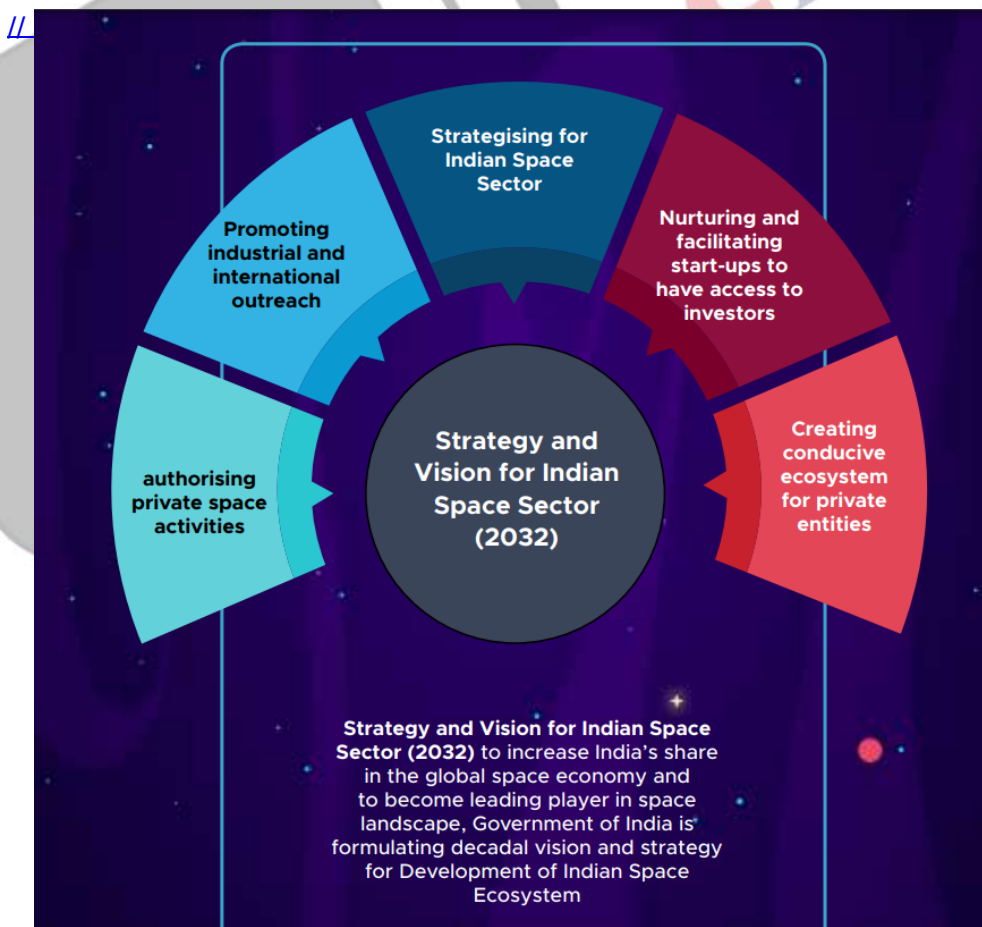 //
Strategising for
Indian Space
Sector
Promoting
industrial and
international
outreach
Nurturing and
facilitating
start-ups to
have access to
investors
authorising
private space
activities
Strategy and
Vision for Indian
Space Sector
(2032)
Creating
conducive
ecosystem
for private
entities
Strategy and Vision for Indian Space
Sector (2032) to increase India's share
in the global space economy and
to become leading player in space
landscape, Government of India is
formulating decadal vision and strategy
for Development of Indian Space
Ecosystem